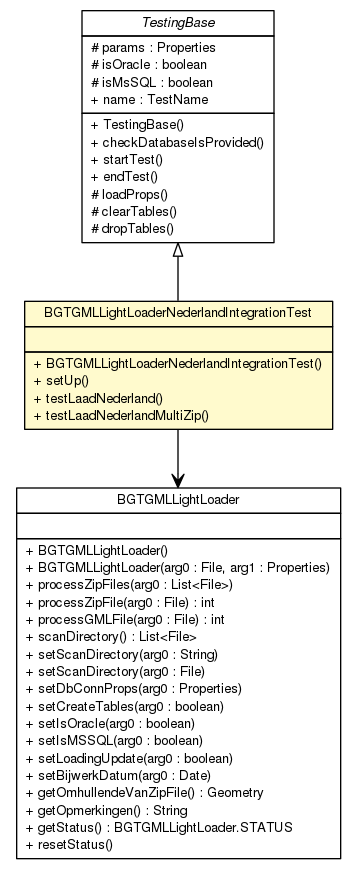 TestingBase
# params : Properties
# isOracle : boolean
# isMsSQL : boolean
+ name : TestName
+ TestingBase()
+ checkDatabaseIsProvided()
+ startTest()
+ endTest()
# loadProps()
# clearTables()
# dropTables()
BGTGMLLightLoaderNederlandIntegrationTest
+ BGTGMLLightLoaderNederlandIntegrationTest()
+ setUp()
+ testLaadNederland()
+ testLaadNederlandMultiZip()
BGTGMLLightLoader
+ BGTGMLLightLoader()
+ BGTGMLLightLoader(arg0 : File, arg1 : Properties)
+ processZipFiles(arg0 : List<File>)
+ processZipFile(arg0 : File) : int
+ processGMLFile(arg0 : File) : int
+ scanDirectory() : List<File>
+ setScanDirectory(arg0 : String)
+ setScanDirectory(arg0 : File)
+ setDbConnProps(arg0 : Properties)
+ setCreateTables(arg0 : boolean)
+ setIsOracle(arg0 : boolean)
+ setIsMSSQL(arg0 : boolean)
+ setLoadingUpdate(arg0 : boolean)
+ setBijwerkDatum(arg0 : Date)
+ getOmhullendeVanZipFile() : Geometry
+ getOpmerkingen() : String
+ getStatus() : BGTGMLLightLoader.STATUS
+ resetStatus()